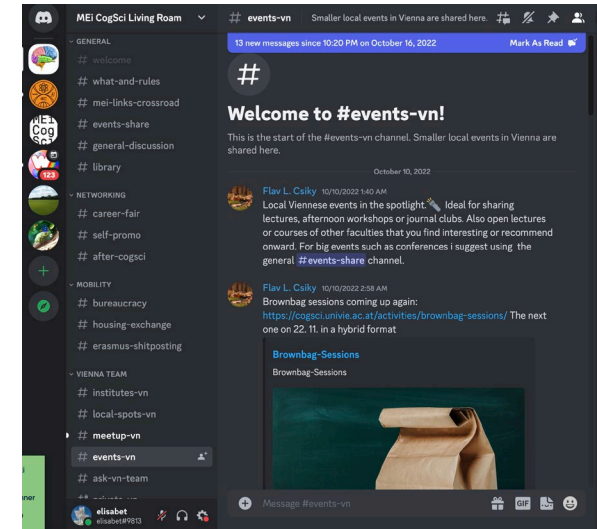 MEi CogSci Living Roam
# events-vn
Smaller local events in Vienna are shared here.
13 new messages since 10:20 PM on October 16, 2022
Mark As Read
GENERAL
# welcome
# what-and-rules
# mei-links-crossroad
# events-share
# general-discussion
# library
NETWORKING
# career-fair
# self-promo
# after-cogsci
MOBILITY
# bureaucracy
# housing-exchange
# erasmus-shitposting
VIENNA TEAM
# institutes-vn
# local-spots-vn
# meetup-vn
# events-vn
# ask-vn-team
elisabet
elisabet#9813
MEI
Cog
Sci
123
#
Welcome to #events-vn!
This is the start of the #events-vn channel. Smaller local events in Vienna are
shared here.
October 10, 2022
Flav L. Csiky 10/10/2022 1:40 AM
Local Viennese events in the spotlight. Ideal for sharing
lectures, afternoon workshops or journal clubs. Also open lectures
or courses of other faculties that you find interesting or recommend
onward. For big events such as conferences i suggest using the
general # events-share channel.
Flav L. Csiky 10/10/2022 2:58 AM
Brownbag sessions coming up again:
https://cogsci.univie.ac.at/activities/brownbag-sessions/ The next
one on 22. 11. in a hybrid format
Brownbag-Sessions
Brownbag-Sessions
Message #events-vn
GIF